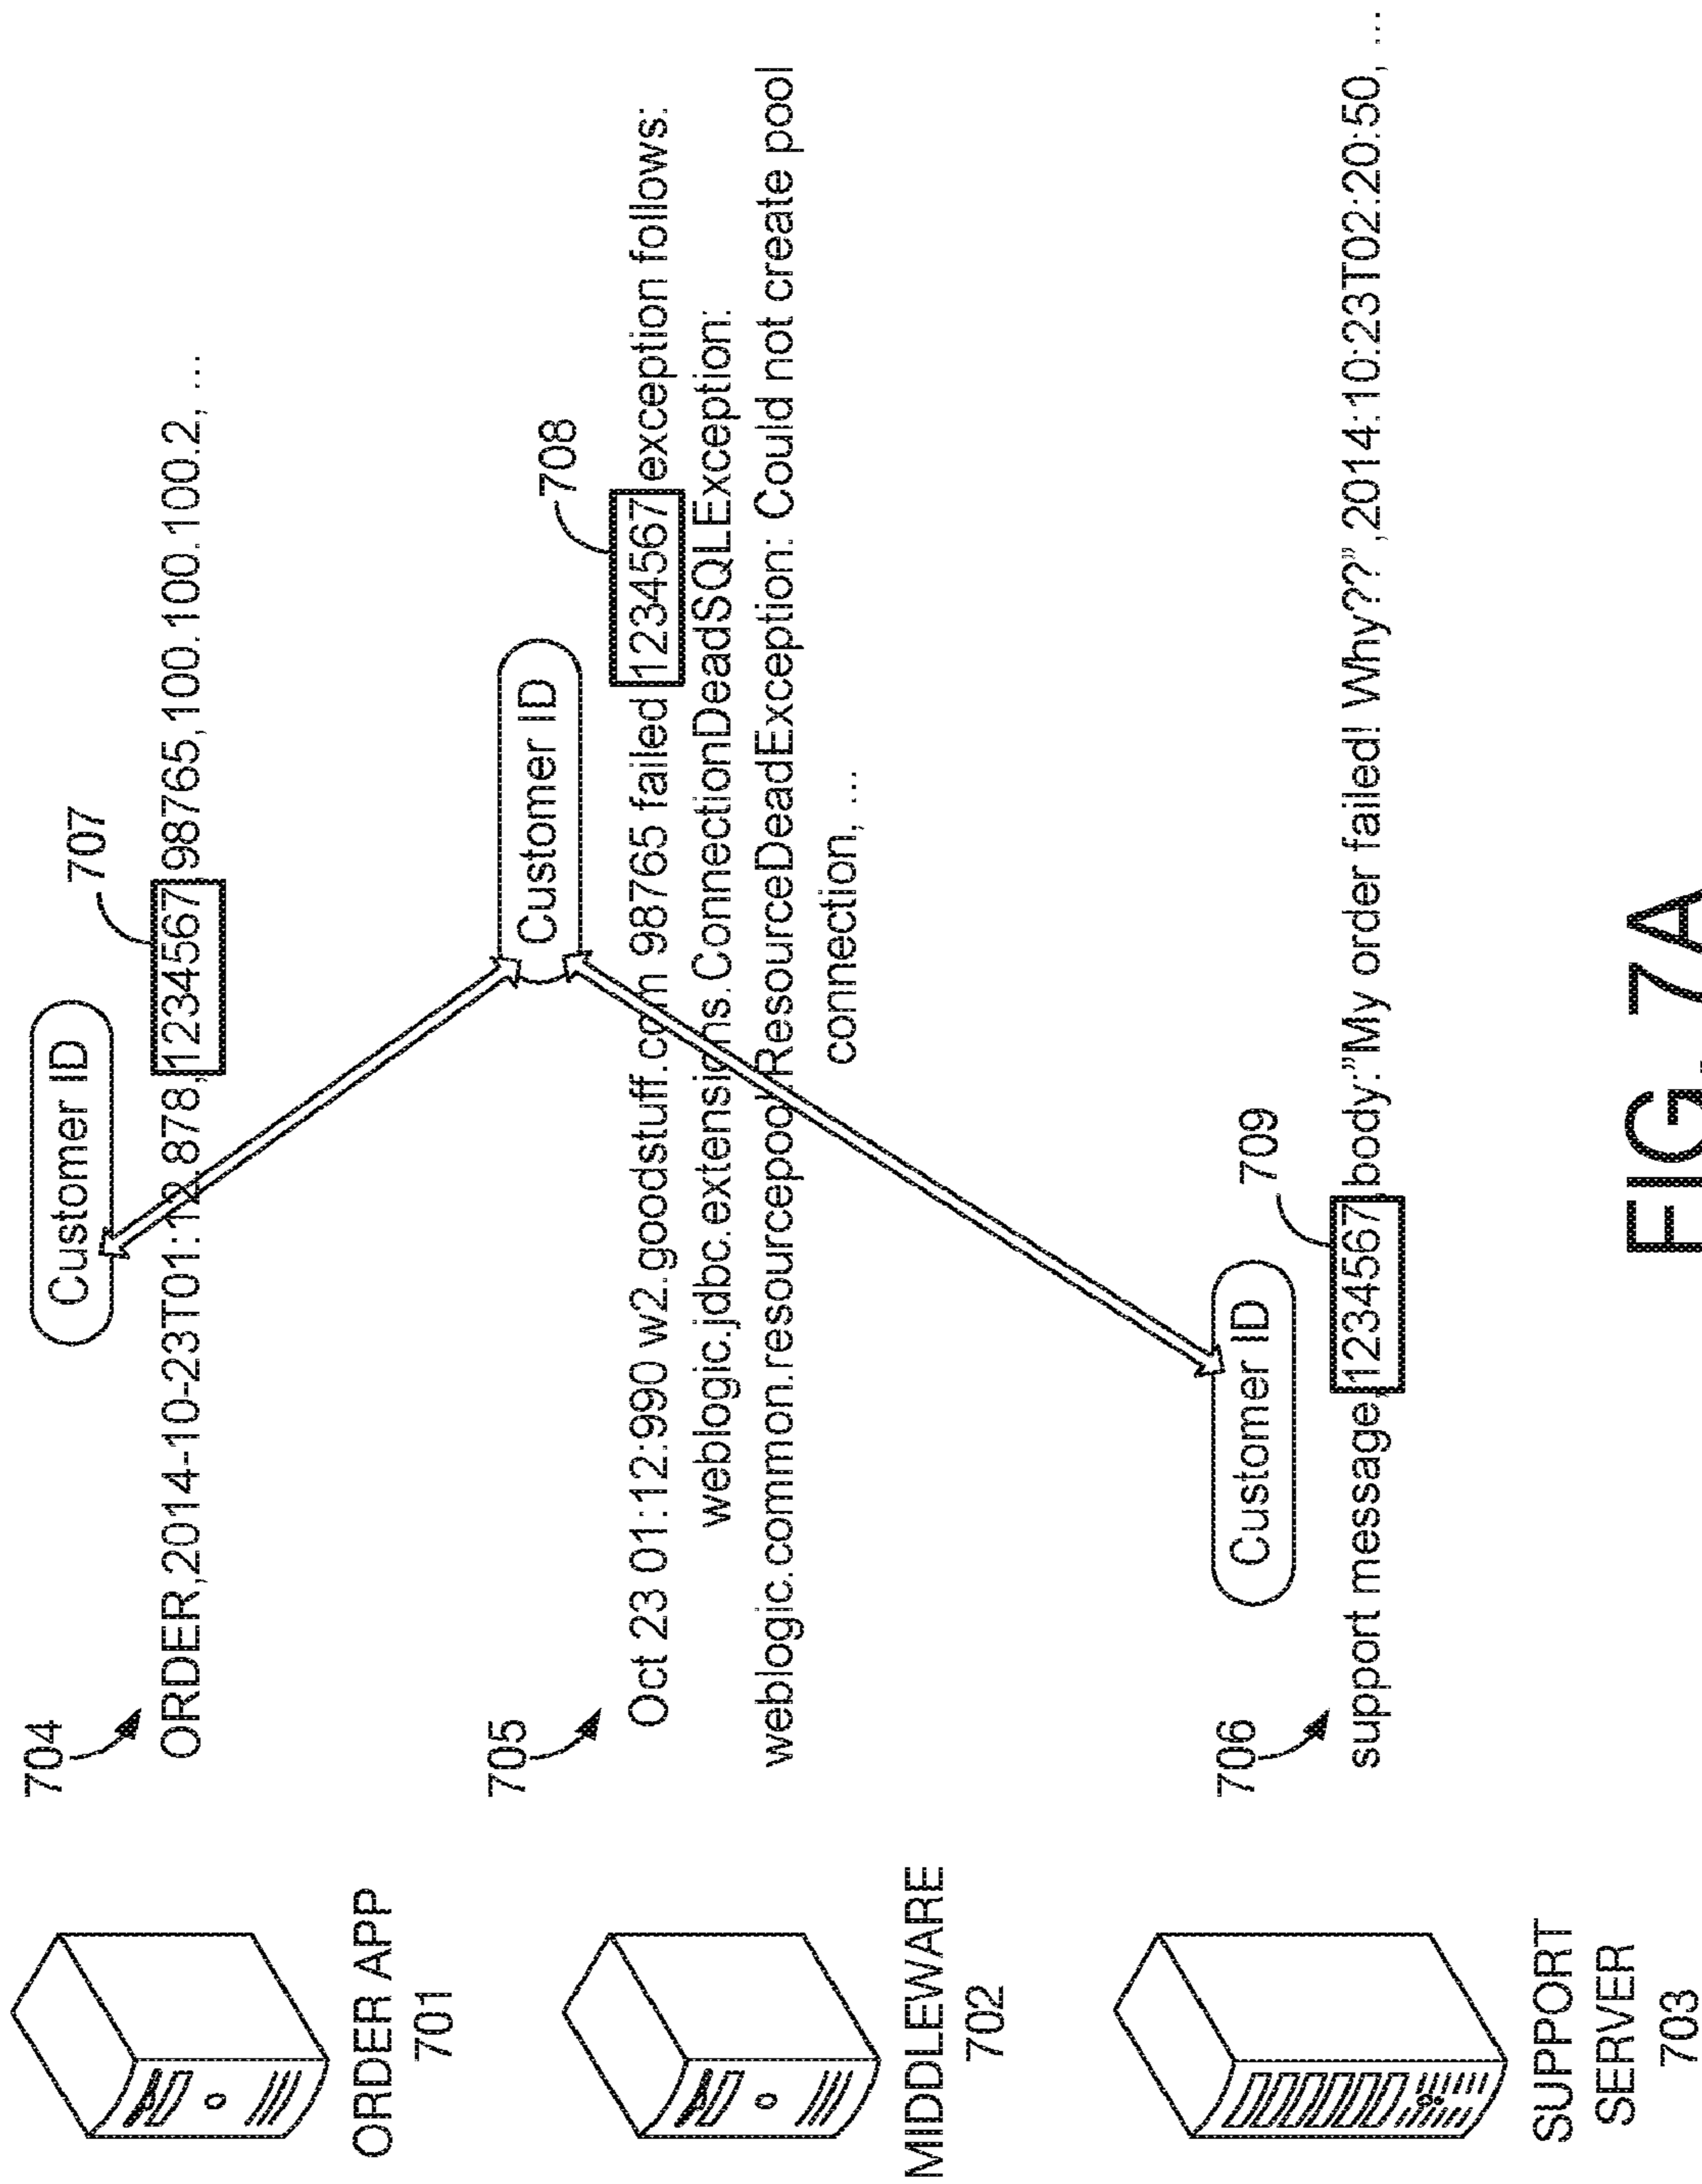 704
Customer ID
707
ORDER,2014-10-23T01:12.878,1234567,98765,100.100.100.2, ...
ORDER APP
701
705
Customer ID
708
Oct 23 01:12:990 w2.goodstuff.com 98765 failed 1234567 exception follows:
weblogic.jdbc.extensions.ConnectionDeadSQLException:
weblogic.common.resourcepool.ResourceDeadException: Could not create pool
connection, ...
MIDDLEWARE
702
706
Customer ID
709
support message,1234567,body:"My order failed! Why??",2014:10:23T02:20:50, ...
SUPPORT
SERVER
703
FIG. 7A